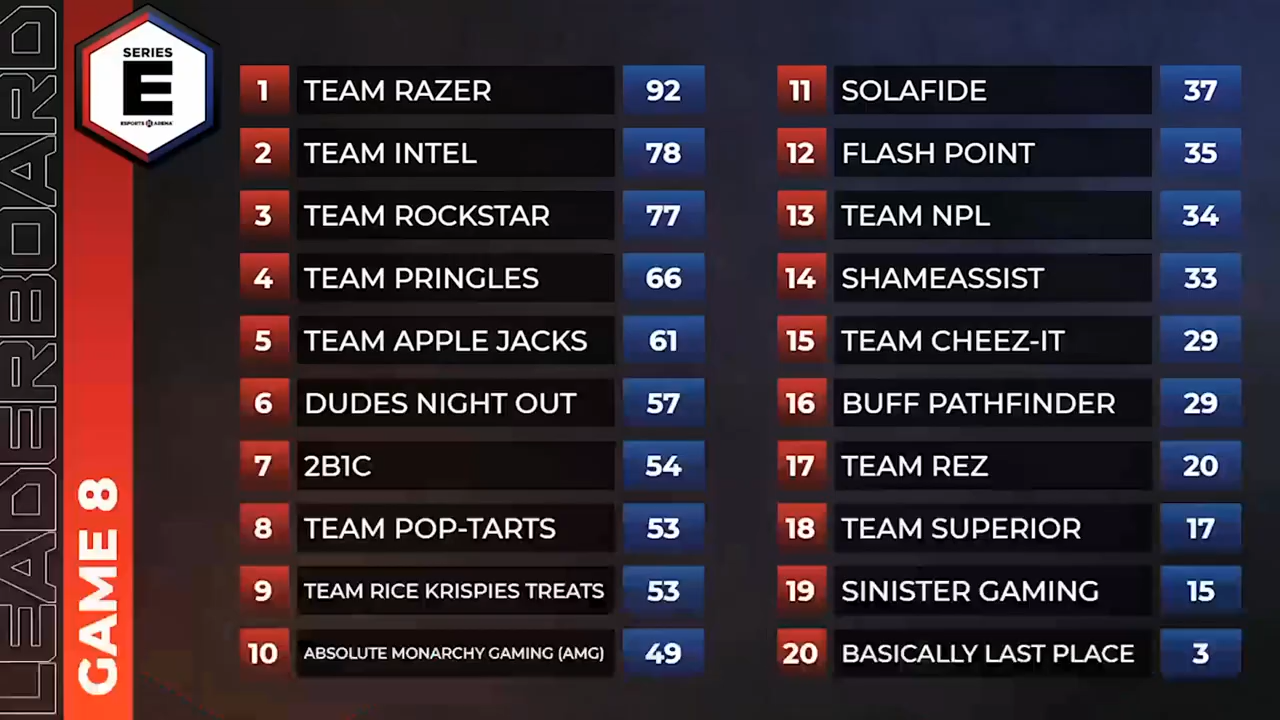 LEADERBOARD
GAME 8
SERIES
E
ESPORTS ARENA
1 TEAM RAZER 92
2 TEAM INTEL 78
3 TEAM ROCKSTAR 77
4 TEAM PRINGLES 66
5 TEAM APPLE JACKS 61
6 DUDES NIGHT OUT 57
7 2B1C 54
8 TEAM POP-TARTS 53
9 TEAM RICE KRISPIES TREATS 53
10 ABSOLUTE MONARCHY GAMING (AMG) 49
11 SOLAFIDE 37
12 FLASH POINT 35
13 TEAM NPL 34
14 SHAMEASSIST 33
15 TEAM CHEEZ-IT 29
16 BUFF PATHFINDER 29
17 TEAM REZ 20
18 TEAM SUPERIOR 17
19 SINISTER GAMING 15
20 BASICALLY LAST PLACE 3